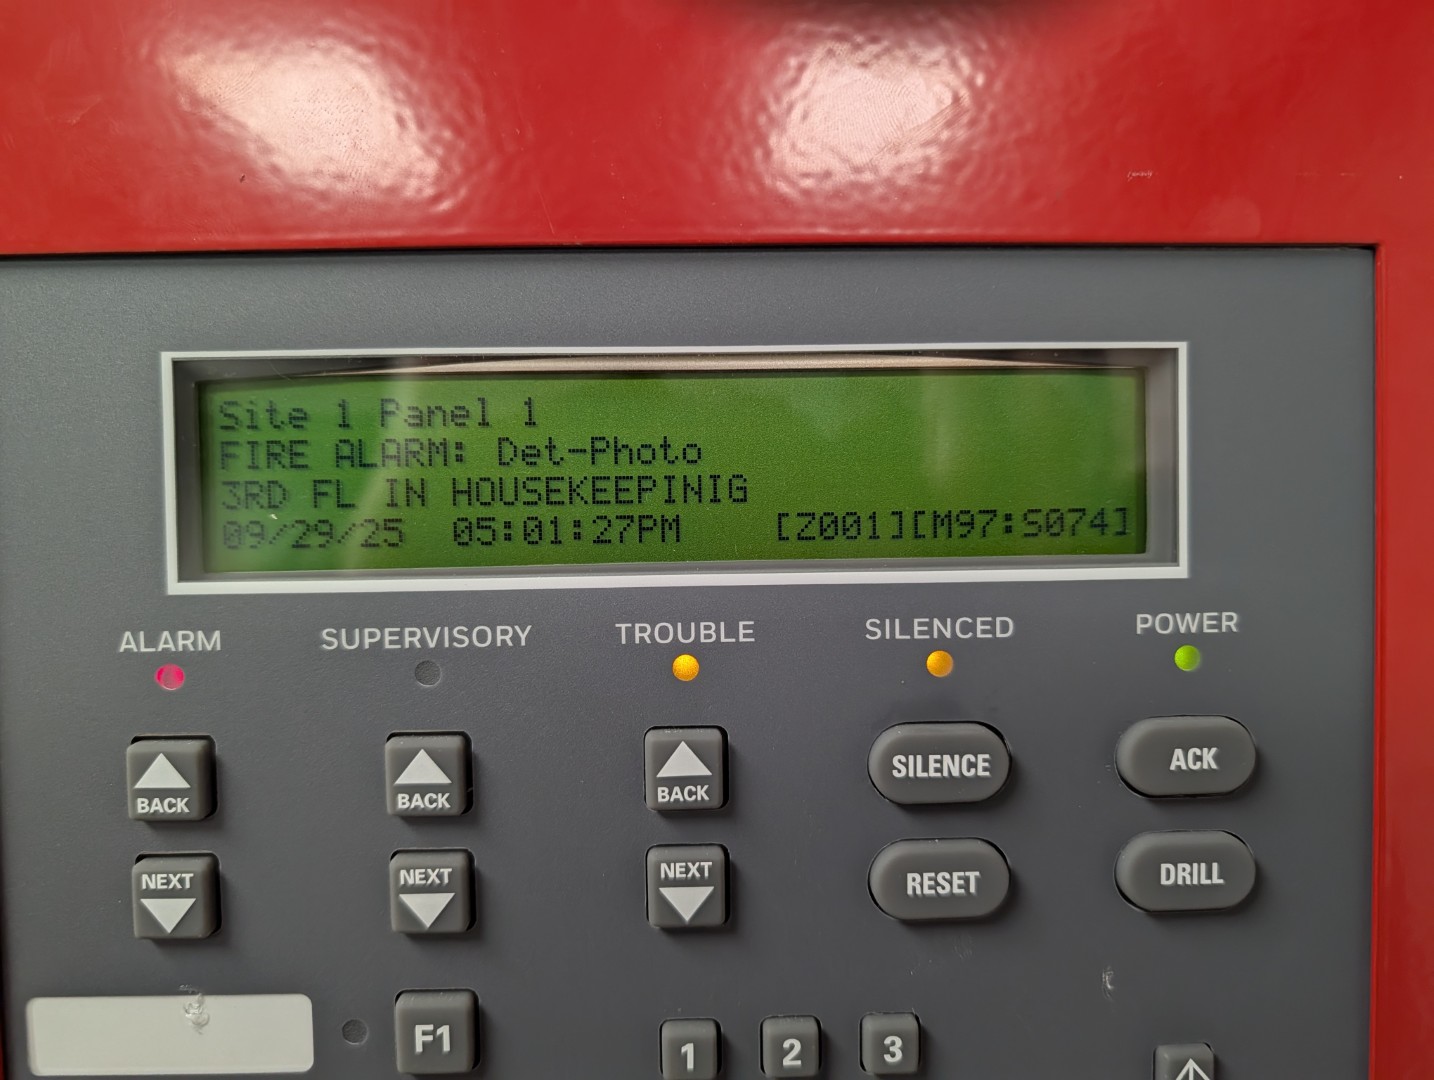 Site 1 Panel 1
FIRE ALARM: Det-Photo
3RD FL IN HOUSEKEEPINIG
09/29/25 05:01:27PM [Z001][M97:S074]
ALARM SUPERVISORY TROUBLE SILENCED POWER
BACK BACK BACK SILENCE ACK
NEXT NEXT NEXT RESET DRILL
F1 1 2 3